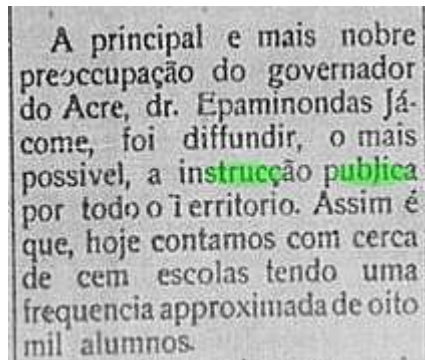 A principal e mais nobre
preoccupação do governador
do Acre, dr. Epaminondas Já-
come, foi diffundir, o mais
possivel, a instrucção publica
por todo o Territorio. Assim é
que, hoje contamos com cerca
de cem escolas tendo uma
frequencia approximada de oito
mil alumnos.